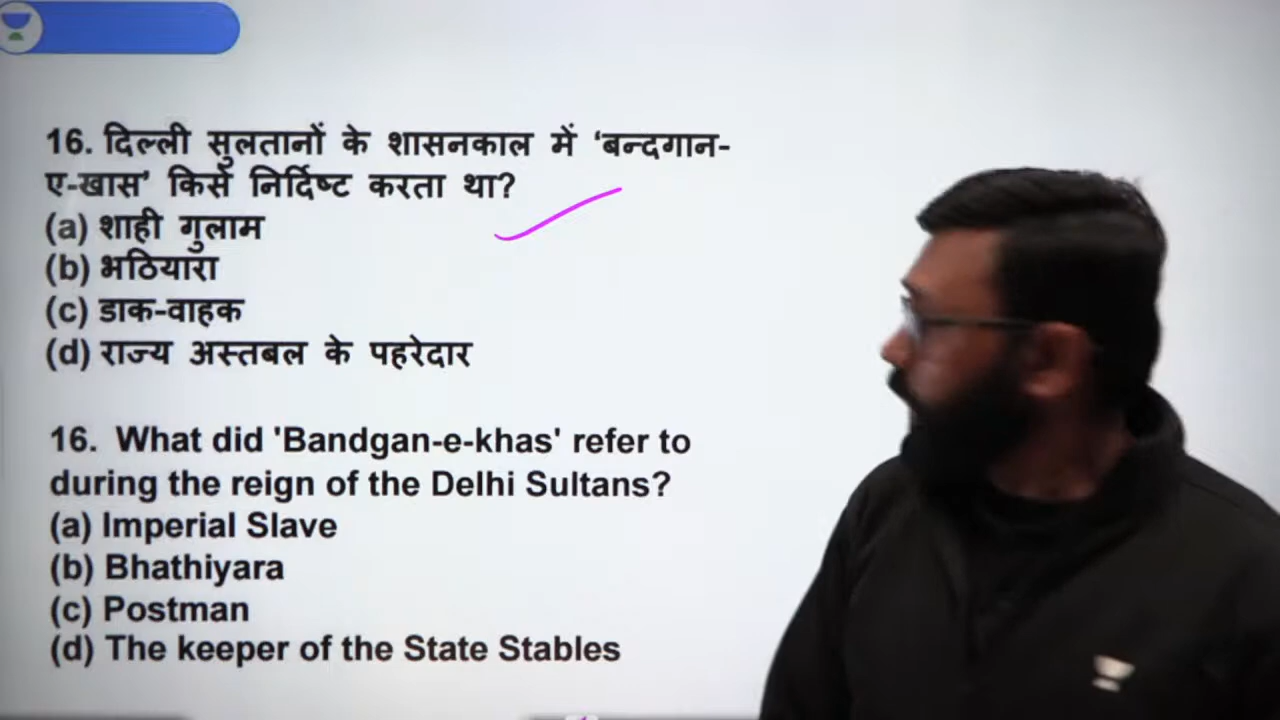 16. दिल्ली सुलतानों के शासनकाल में ‘बन्दगान-
ए-खास’ किसे निर्दिष्ट करता था?
(a) शाही गुलाम
(b) भठियारा
(c) डाक-वाहक
(d) राज्य अस्तबल के पहरेदार
16. What did 'Bandgan-e-khas' refer to
during the reign of the Delhi Sultans?
(a) Imperial Slave
(b) Bhathiyara
(c) Postman
(d) The keeper of the State Stables